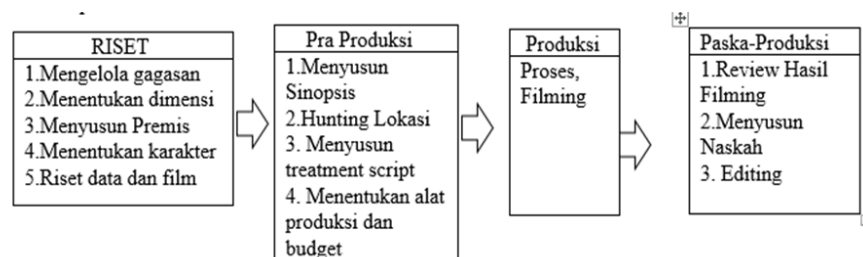 RISET
1.Mengelola gagasan
2.Menentukan dimensi
3.Menyusun Premis
4.Menentukan karakter
5.Riset data dan film
Pra Produksi
1.Menyusun
Sinopsis
2.Hunting Lokasi
3. Menyusun
treatment script
4. Menentukan alat
produksi dan
budget
Produksi
Proses,
Filming
Paska-Produksi
1.Review Hasil
Filming
2.Menyusun
Naskah
3. Editing